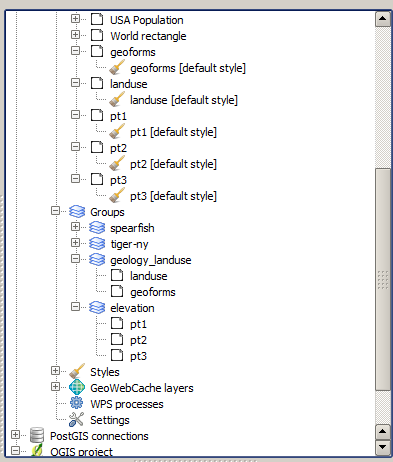 USA Population
World rectangle
geoforms
geoforms [default style]
landuse
landuse [default style]
pt1
pt1 [default style]
pt2
pt2 [default style]
pt3
pt3 [default style]
Groups
spearfish
tiger-ny
geology_landuse
landuse
geoforms
elevation
pt1
pt2
pt3
Styles
GeoWebCache layers
WPS processes
Settings
PostGIS connections
QGIS project